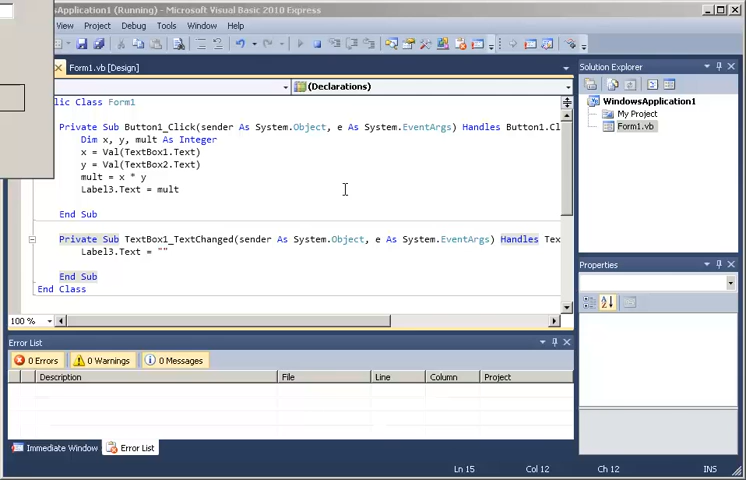 Application1 (Running) - Microsoft Visual Basic 2010 Express
View Project Debug Tools Window Help
Form1.vb [Design]
(Declarations)
Solution Explorer
WindowsApplication1
My Project
Form1.vb
blic Class Form1
Private Sub Button1_Click(sender As System.Object, e As System.EventArgs) Handles Button1.Cl
Dim x, y, mult As Integer
x = Val(TextBox1.Text)
y = Val(TextBox2.Text)
mult = x * y
Label3.Text = mult
End Sub
Private Sub TextBox1_TextChanged(sender As System.Object, e As System.EventArgs) Handles Tex
Label3.Text = ""
End Sub
End Class
100 %
Properties
Error List
0 Errors 0 Warnings 0 Messages
Description File Line Column Project
Immediate Window Error List
Ln 15 Col 12 Ch 12 INS